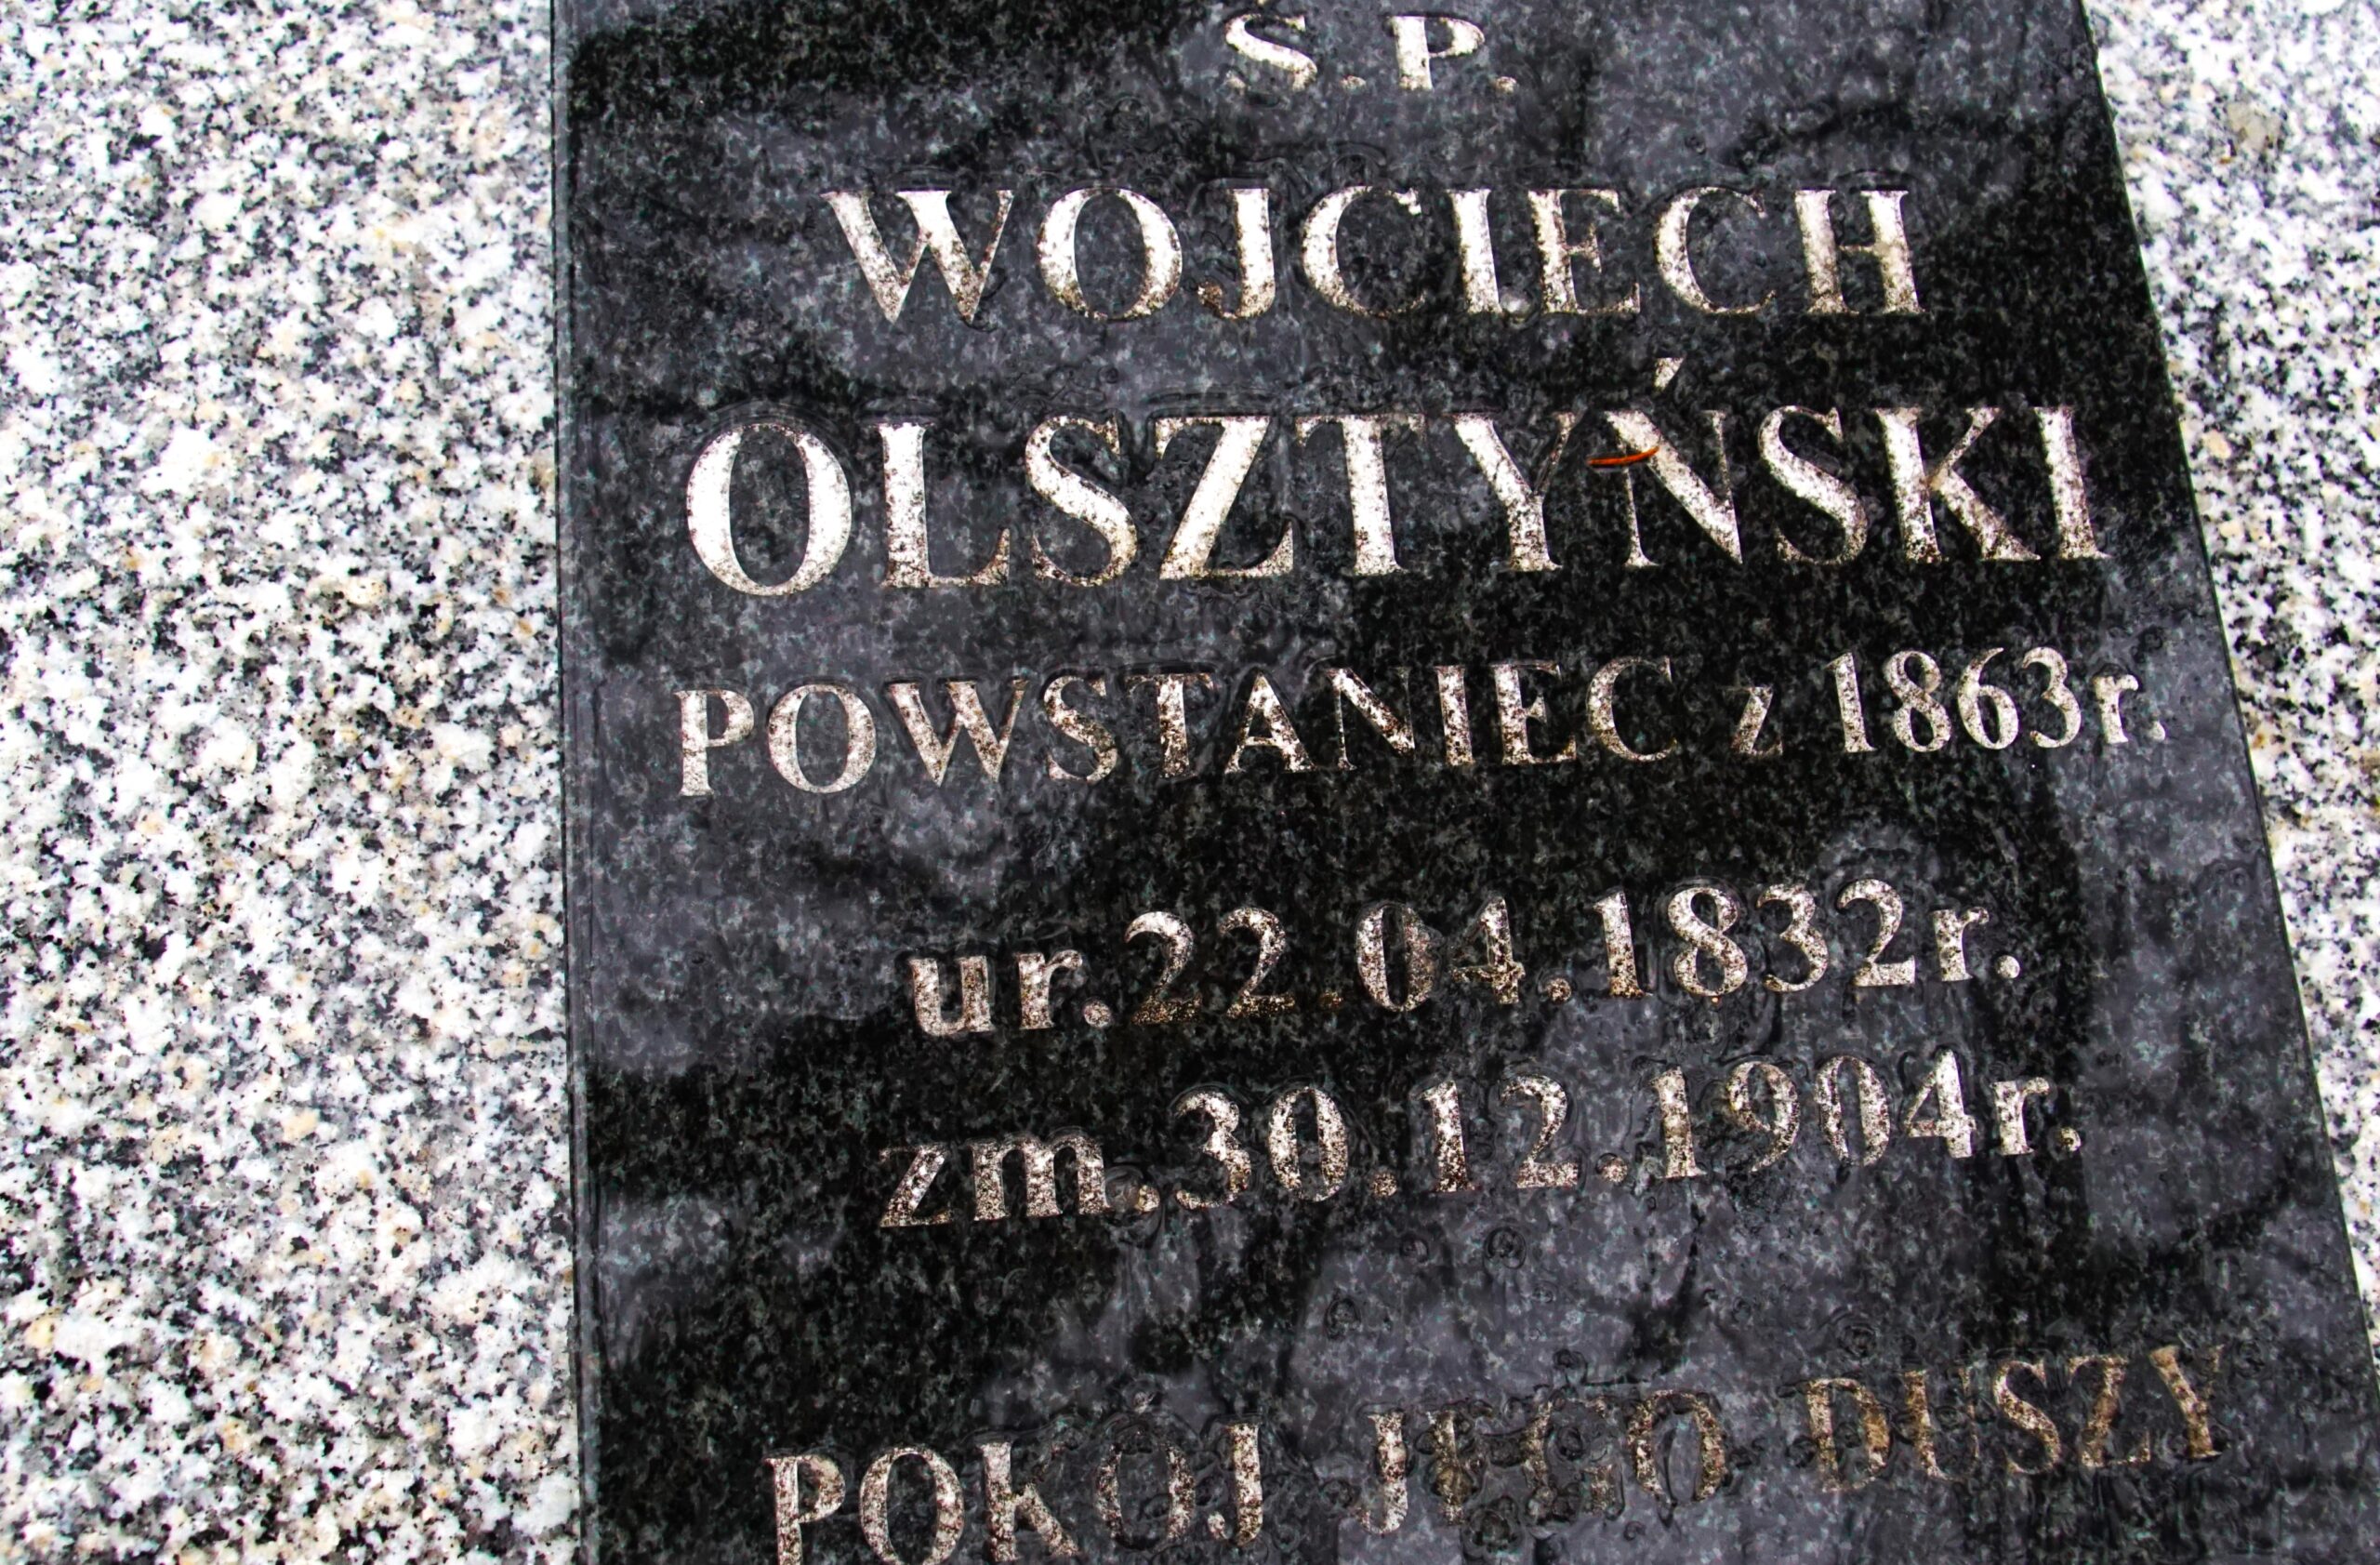 S.P.
WOJCIECH
OLSZTYŃSKI
POWSTANIEC z 1863r.
ur.22.04.1832r.
zm.30.12.1904r.
POKÓJ JEGO DUSZY